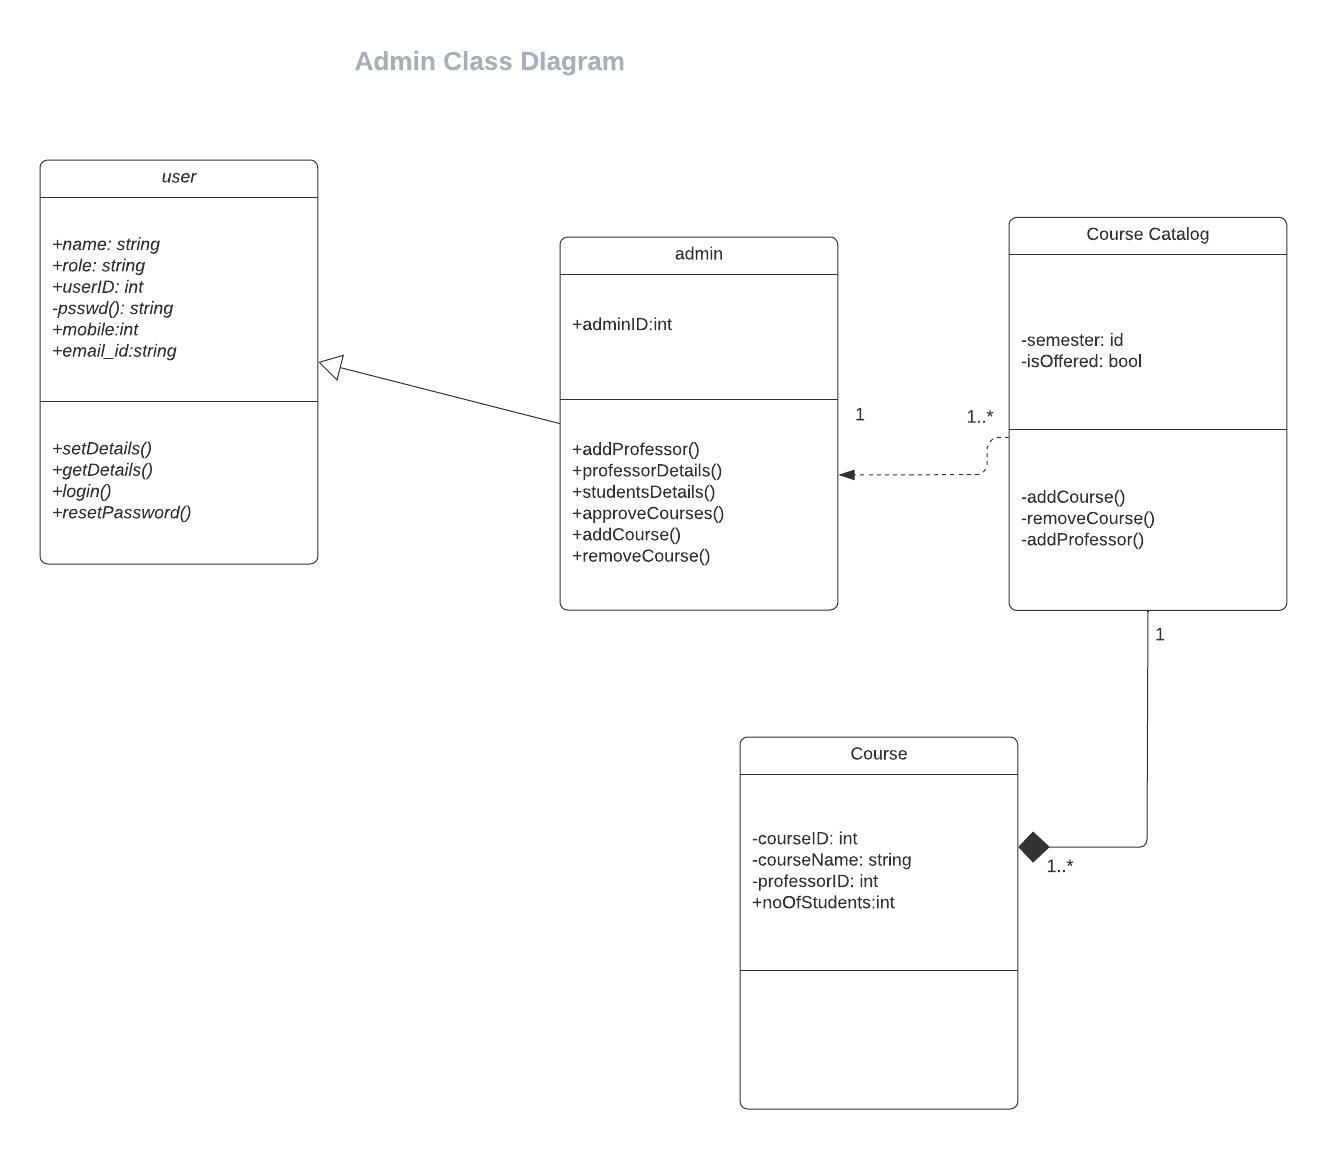 Admin Class DIagram
user
+name: string
+role: string
+userID: int
-psswd(): string
+mobile:int
+email_id:string
+setDetails()
+getDetails()
+login()
+resetPassword()
admin
+adminID:int
+addProfessor()
+professorDetails()
+studentsDetails()
+approveCourses()
+addCourse()
+removeCourse()
1
1..*
Course Catalog
-semester: id
-isOffered: bool
-addCourse()
-removeCourse()
-addProfessor()
1
Course
-courseID: int
-courseName: string
-professorID: int
+noOfStudents:int
1..*